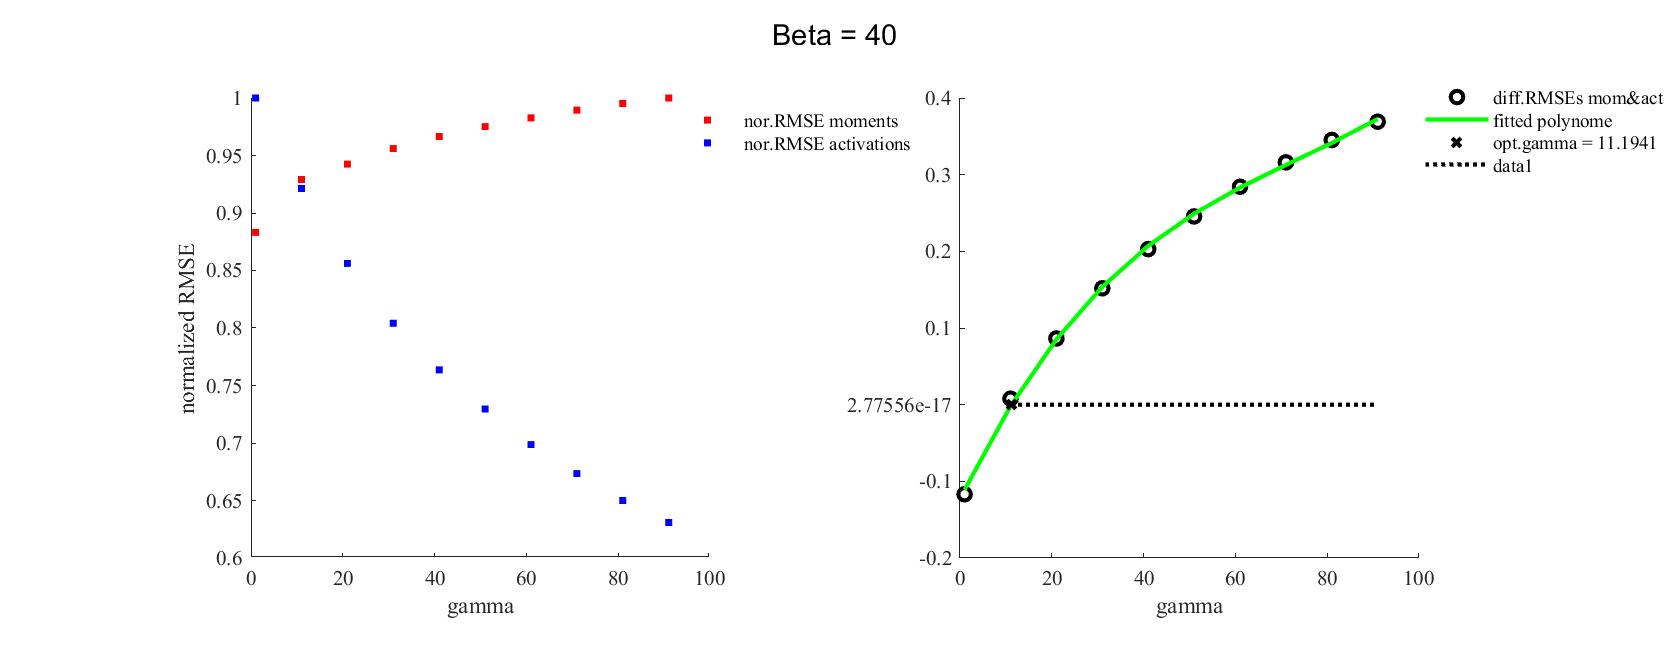 Beta = 40
1
0.95
0.9
0.85
0.8
0.75
0.7
0.65
0.6
normalized RMSE
0 20 40 60 80 100
gamma
nor.RMSE moments
nor.RMSE activations
0.4
0.3
0.2
0.1
2.77556e-17
-0.1
-0.2
0 20 40 60 80 100
gamma
diff.RMSEs mom&act
fitted polynome
opt.gamma = 11.1941
data1